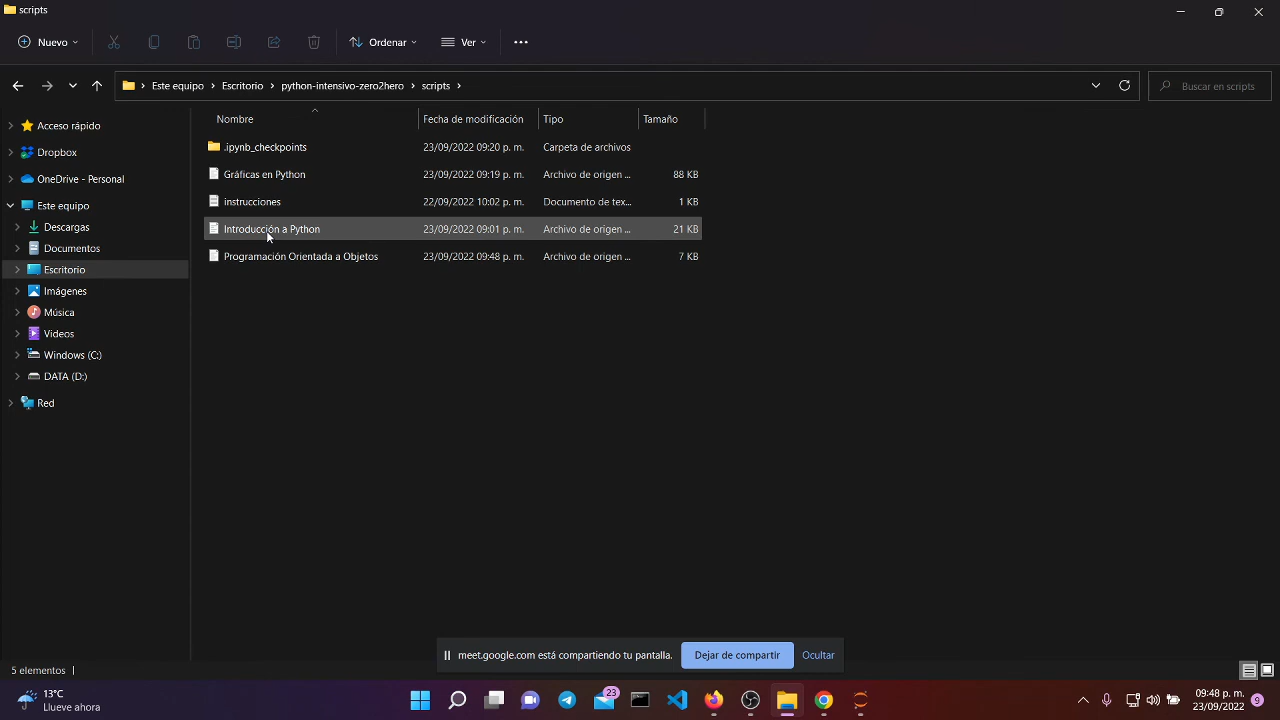 scripts
Nuevo
Ordenar
Ver
Este equipo
Escritorio
python-intensivo-zero2hero
scripts
Buscar en scripts
Nombre
Fecha de modificación
Tipo
Tamaño
.ipynb_checkpoints 23/09/2022 09:20 p. m. Carpeta de archivos
Gráficas en Python 23/09/2022 09:19 p. m. Archivo de origen ... 88 KB
instrucciones 22/09/2022 10:02 p. m. Documento de tex... 1 KB
Introducción a Python 23/09/2022 09:01 p. m. Archivo de origen ... 21 KB
Programación Orientada a Objetos 23/09/2022 09:48 p. m. Archivo de origen ... 7 KB
Acceso rápido
Dropbox
OneDrive - Personal
Este equipo
Descargas
Documentos
Escritorio
Imágenes
Música
Videos
Windows (C:)
DATA (D:)
Red
meet.google.com está compartiendo tu pantalla.
Dejar de compartir
Ocultar
5 elementos
13°C
Llueve ahora
23
09:48 p. m.
23/09/2022
9